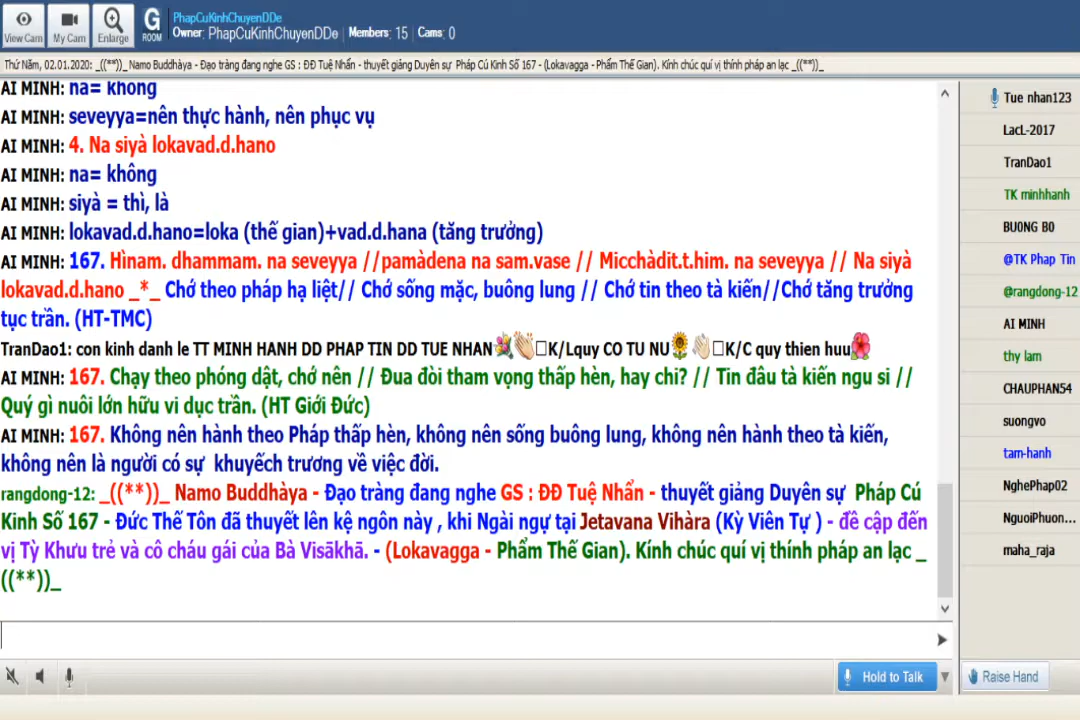 PhapCuKinhChuyenDDe
Owner: PhapCuKinhChuyenDDe Members: 15 Cams: 0
View Cam My Cam Enlarge G ROOM
Thứ Năm, 02.01.2020: _((**))_ Namo Buddhàya - Đạo tràng đang nghe GS : ĐĐ Tuệ Nhẫn - thuyết giảng Duyên sự Pháp Cú Kinh Số 167 - (Lokavagga - Phẩm Thế Gian). Kính chúc quí vị thính pháp an lạc _((**))_
AI MINH: na= không
AI MINH: seveyya=nên thực hành, nên phục vụ
AI MINH: 4. Na siyà lokavad.d.hano
AI MINH: na= không
AI MINH: siyà = thì, là
AI MINH: lokavad.d.hano=loka (thế gian)+vad.d.hana (tăng trưởng)
AI MINH: 167. Hìnam. dhammam. na seveyya //pamàdena na sam.vase // Micchàdit.t.him. na seveyya // Na siyà
lokavad.d.hano _*_ Chớ theo pháp hạ liệt// Chớ sống mặc, buông lung // Chớ tin theo tà kiến//Chớ tăng trưởng
tục trần. (HT-TMC)
TranDao1: con kinh danh le TT MINH HANH DD PHAP TIN DD TUE NHAN💐👏□K/Lquy CO TU NU🌻👏□K/C quy thien huu🌺
AI MINH: 167. Chạy theo phóng dật, chớ nên // Đua đòi tham vọng thấp hèn, hay chi? // Tin đâu tà kiến ngu si //
Quý gì nuôi lớn hữu vi dục trần. (HT Giới Đức)
AI MINH: 167. Không nên hành theo Pháp thấp hèn, không nên sống buông lung, không nên hành theo tà kiến,
không nên là người có sự khuyếch trương về việc đời.
rangdong-12: _((**))_ Namo Buddhàya - Đạo tràng đang nghe GS : ĐĐ Tuệ Nhẫn - thuyết giảng Duyên sự Pháp Cú
Kinh Số 167 - Đức Thế Tôn đã thuyết lên kệ ngôn này , khi Ngài ngự tại Jetavana Vihàra (Kỳ Viên Tự ) - đề cập đến
vị Tỳ Khưu trẻ và cô cháu gái của Bà Visākhā. - (Lokavagga - Phẩm Thế Gian). Kính chúc quí vị thính pháp an lạc _
((**))_
Tue nhan123
LacL-2017
TranDao1
TK minhhanh
BU0NG B0
@TK Phap Tin
@rangdong-12
AI MINH
thy lam
CHAUPHAN54
suongvo
tam-hanh
NghePhap02
NguoiPhuon...
maha_raja
Hold to Talk
Raise Hand